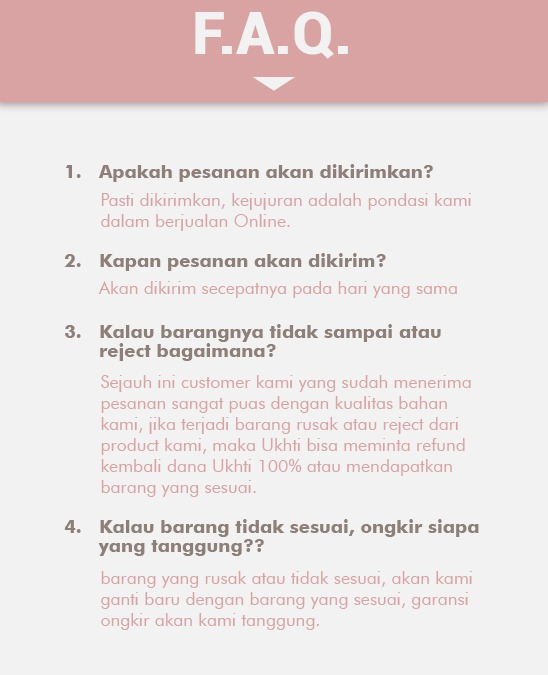 F.A.Q.
1. Apakah pesanan akan dikirimkan?
Pasti dikirimkan, kejujuran adalah pondasi kami
dalam berjualan Online.
2. Kapan pesanan akan dikirim?
Akan dikirim secepatnya pada hari yang sama
3. Kalau barangnya tidak sampai atau
reject bagaimana?
Sejauh ini customer kami yang sudah menerima
pesanan sangat puas dengan kualitas bahan
kami, jika terjadi barang rusak atau reject dari
product kami, maka Ukhti bisa meminta refund
kembali dana Ukhti 100% atau mendapatkan
barang yang sesuai.
4. Kalau barang tidak sesuai, ongkir siapa
yang tanggung??
barang yang rusak atau tidak sesuai, akan kami
ganti baru dengan barang yang sesuai, garansi
ongkir akan kami tanggung.